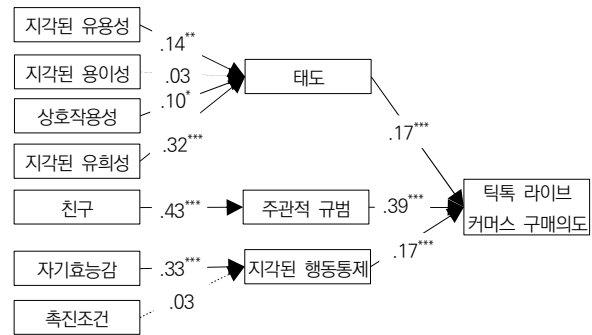 지각된 유용성
.14**
지각된 용이성
.03
태도
.10*
상호작용성
.17***
지각된 유희성
.32***
틱톡 라이브
커머스 구매의도
친구
.43***
주관적 규범
.39***
.17***
자기효능감
.33***
지각된 행동통제
.03
촉진조건